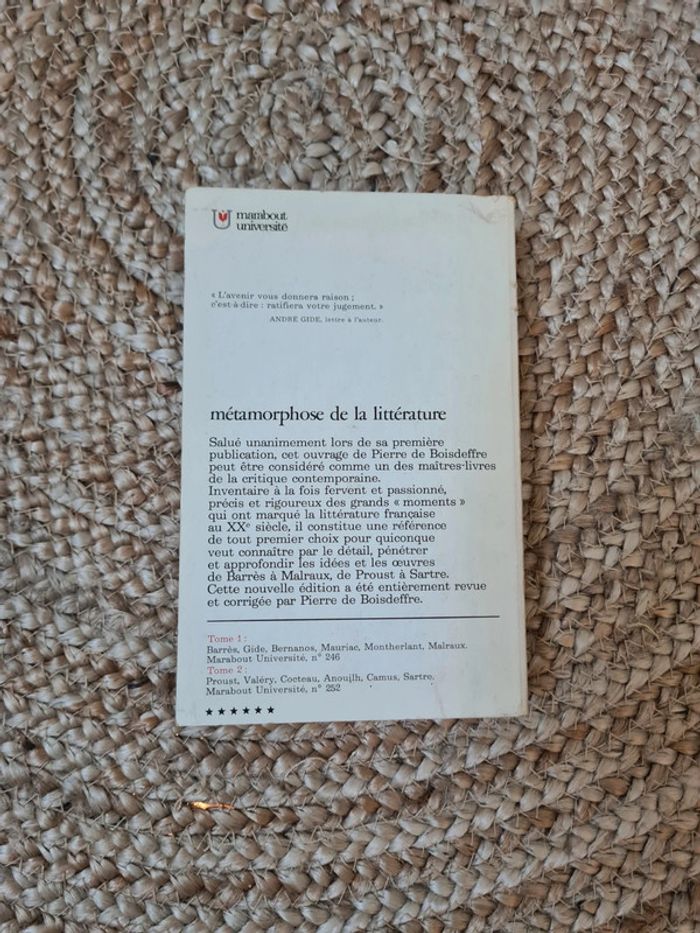 marabout
université
« L'avenir vous donnera raison ;
c'est-à-dire : ratifiera votre jugement. »
ANDRÉ GIDE, lettre à l'auteur.
métamorphose de la littérature
Salué unanimement lors de sa première
publication, cet ouvrage de Pierre de Boisdeffre
peut être considéré comme un des maîtres-livres
de la critique contemporaine.
Inventaire à la fois fervent et passionné,
précis et rigoureux des grands « moments »
qui ont marqué la littérature française
au XXe siècle, il constitue une référence
de tout premier choix pour quiconque
veut connaître par le détail, pénétrer
et approfondir les idées et les œuvres
de Barrès à Malraux, de Proust à Sartre.
Cette nouvelle édition a été entièrement revue
et corrigée par Pierre de Boisdeffre.
Tome 1 :
Barrès, Gide, Bernanos, Mauriac, Montherlant, Malraux.
Marabout Université, n° 246
Tome 2 :
Proust, Valéry, Cocteau, Anouilh, Camus, Sartre.
Marabout Université, n° 252
★★★★★★